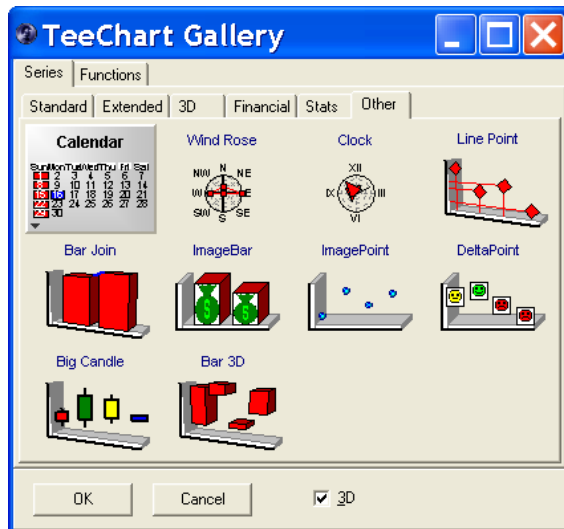 TeeChart Gallery
Series Functions
Standard Extended 3D Financial Stats Other
Calendar Wind Rose Clock Line Point
Sun Mon Tue Wed Thu Fri Sat
1 2 3 4 5 6 7
8 9 10 11 12 13 14
15 16 17 18 19 20 21
22 23 24 25 26 27 28
29 30
NW N NE
W E
SW S SE
XII
IX III
VI
Bar Join ImageBar ImagePoint DeltaPoint
$ $
Big Candle Bar 3D
OK Cancel 3D